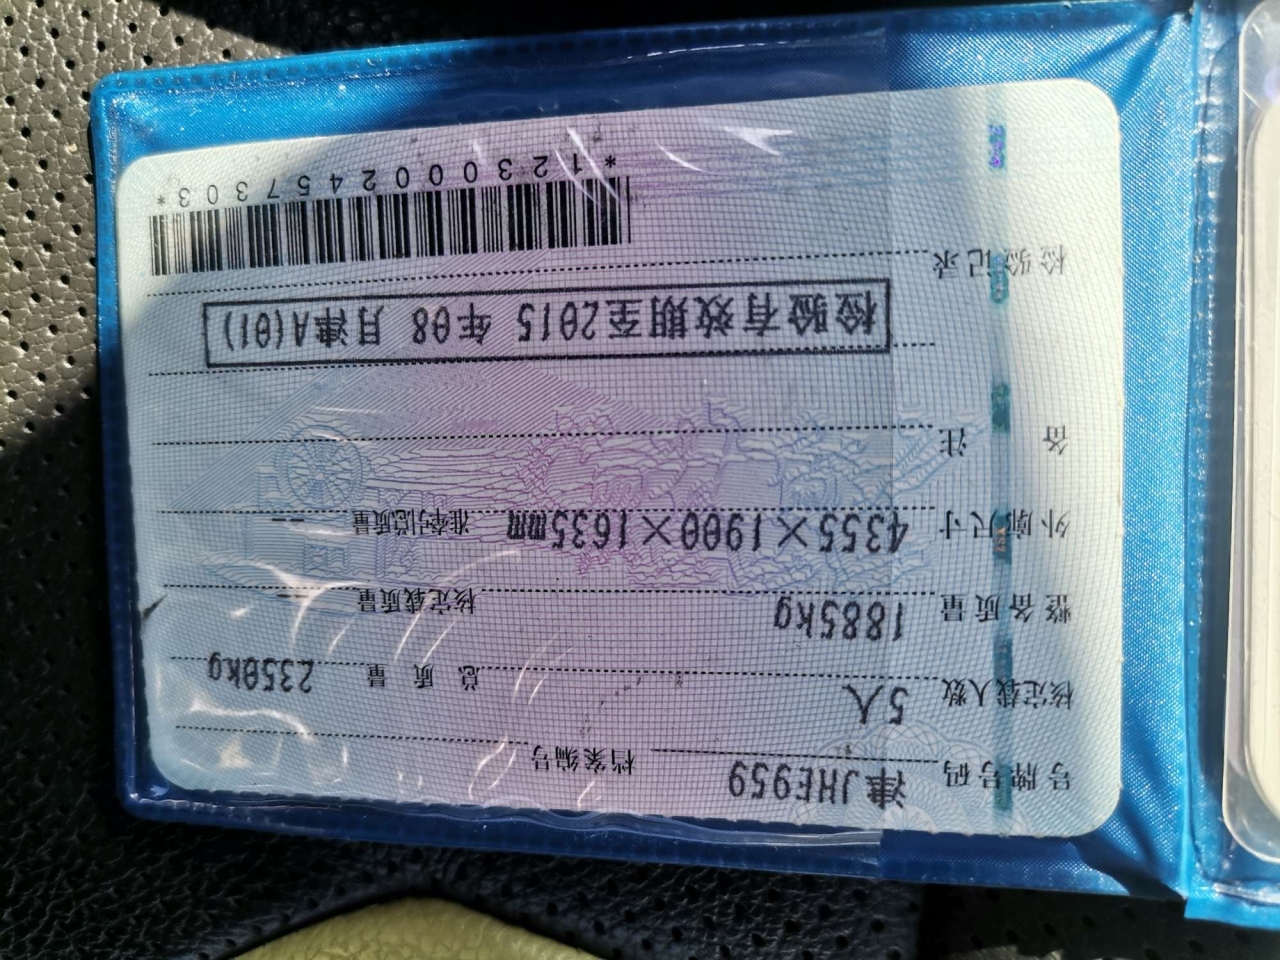 号牌号码 津JHE959 档案编号
核定载人数 5人 总质量 2350kg
整备质量 1885kg 核定载质量 —
外廓尺寸 4355×1900×1635mm 准牵引总质量 —
备注
检验有效期至2015 年08 月津A(01)
检验记录
*1230002457303*